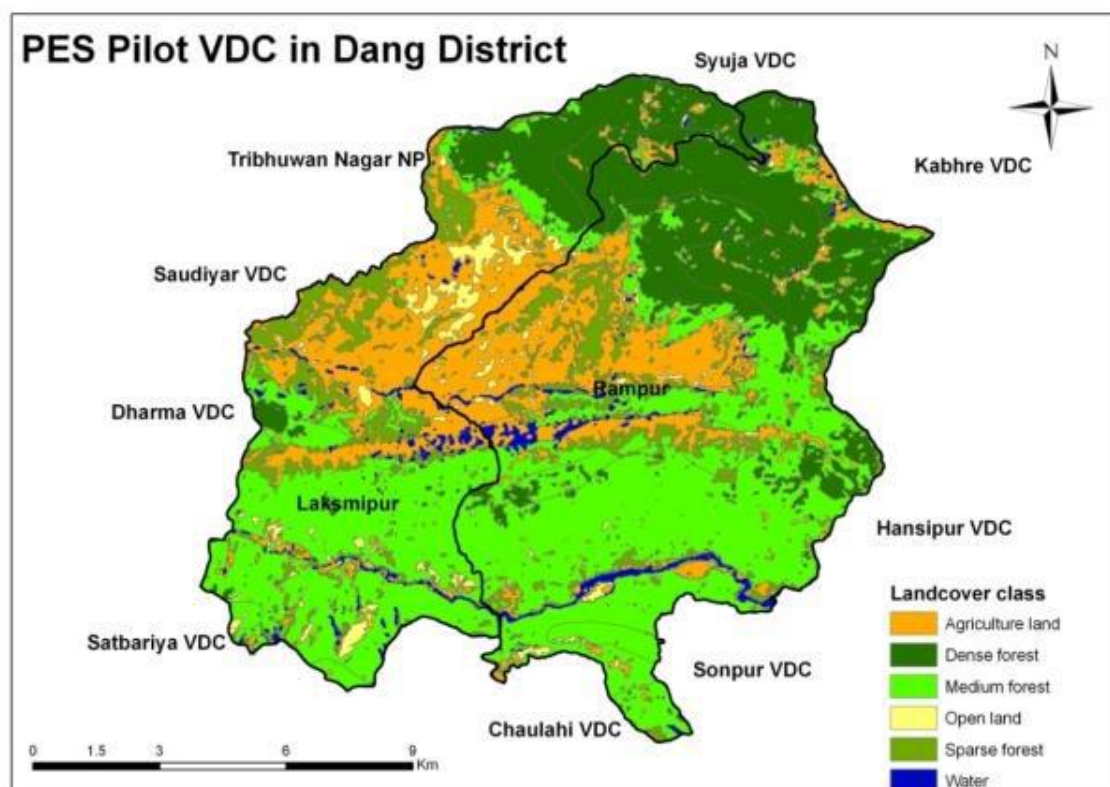 PES Pilot VDC in Dang District
Syuja VDC
N
Tribhuwan Nagar NP
Kabhre VDC
Saudiyar VDC
Rampur
Dharma VDC
Laksmipur
Hansipur VDC
Landcover class
Agriculture land
Dense forest
Medium forest
Open land
Sparse forest
Water
Satbariya VDC
Sonpur VDC
Chaulahi VDC
0 1.5 3 6 9
Km